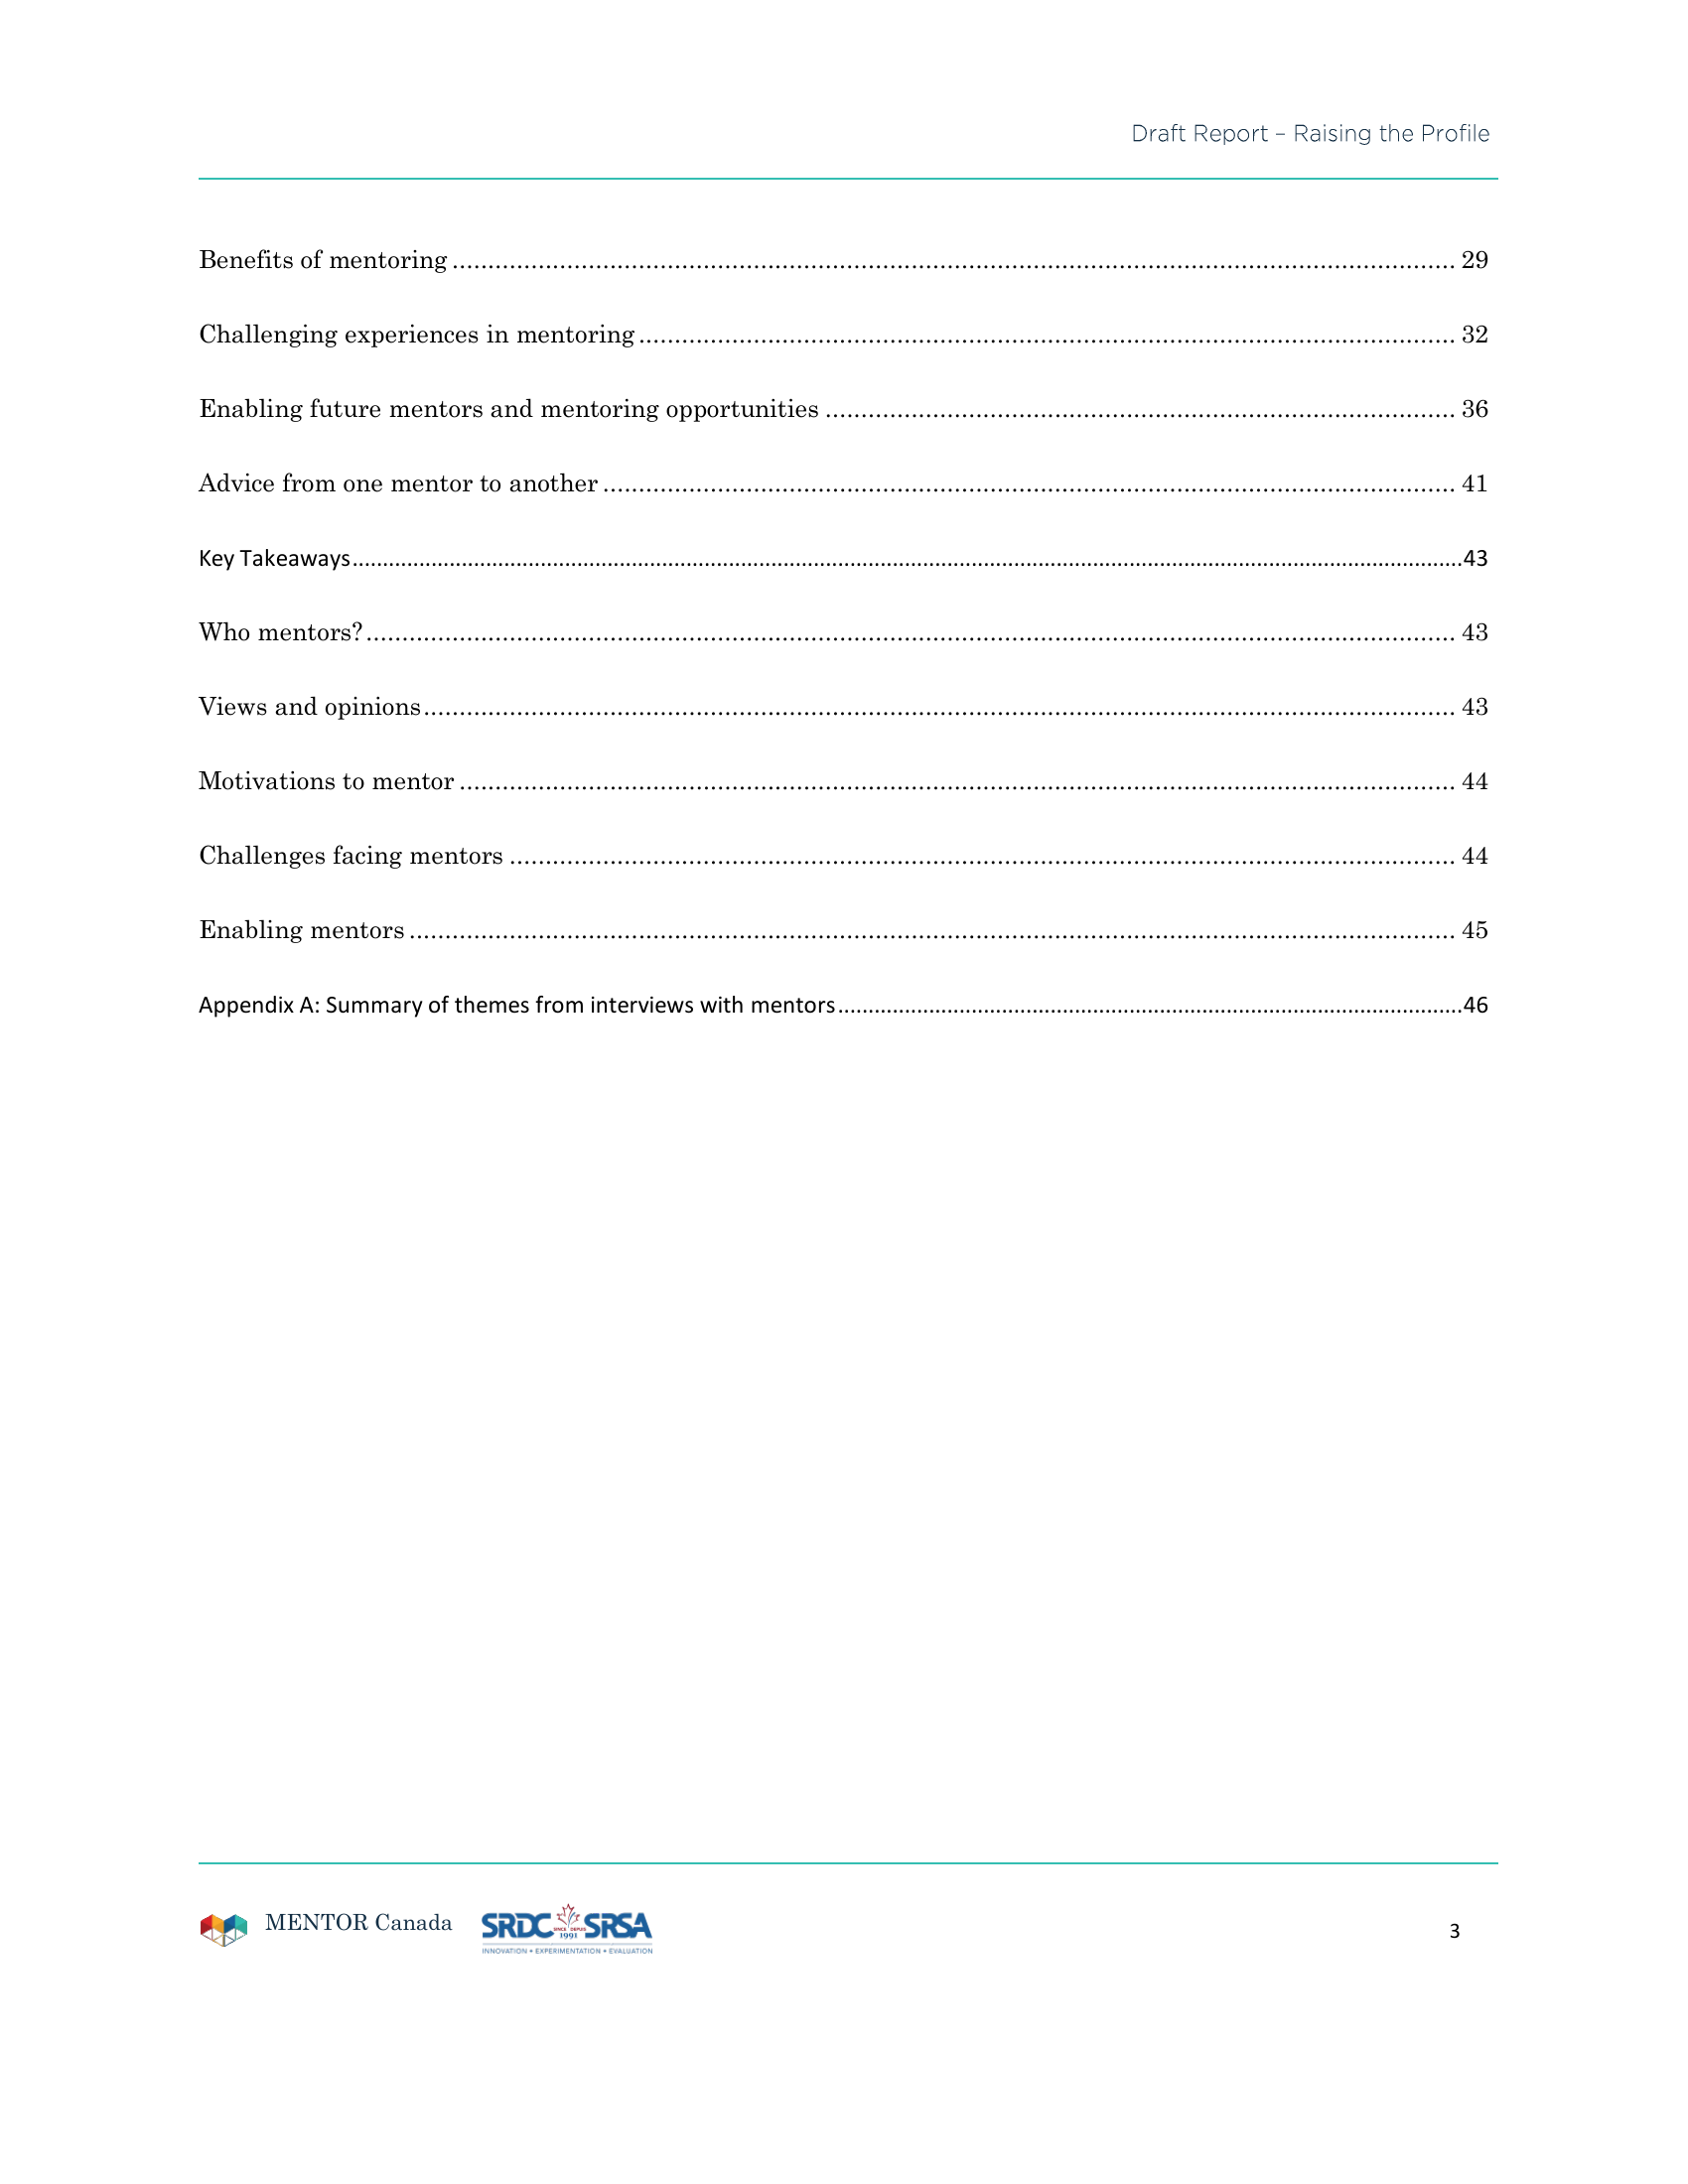 Draft Report – Raising the Profile
Benefits of mentoring ........................................................................................................................................ 29
Challenging experiences in mentoring ................................................................................................................ 32
Enabling future mentors and mentoring opportunities ....................................................................................... 36
Advice from one mentor to another ..................................................................................................................... 41
Key Takeaways ..................................................................................................................................................... 43
Who mentors? ...................................................................................................................................................... 43
Views and opinions .............................................................................................................................................. 43
Motivations to mentor ......................................................................................................................................... 44
Challenges facing mentors ................................................................................................................................... 44
Enabling mentors ................................................................................................................................................. 45
Appendix A: Summary of themes from interviews with mentors ........................................................................ 46
MENTOR Canada
SRDC SINCE DEPUIS 1991 SRSA
INNOVATION • EXPERIMENTATION • EVALUATION
3